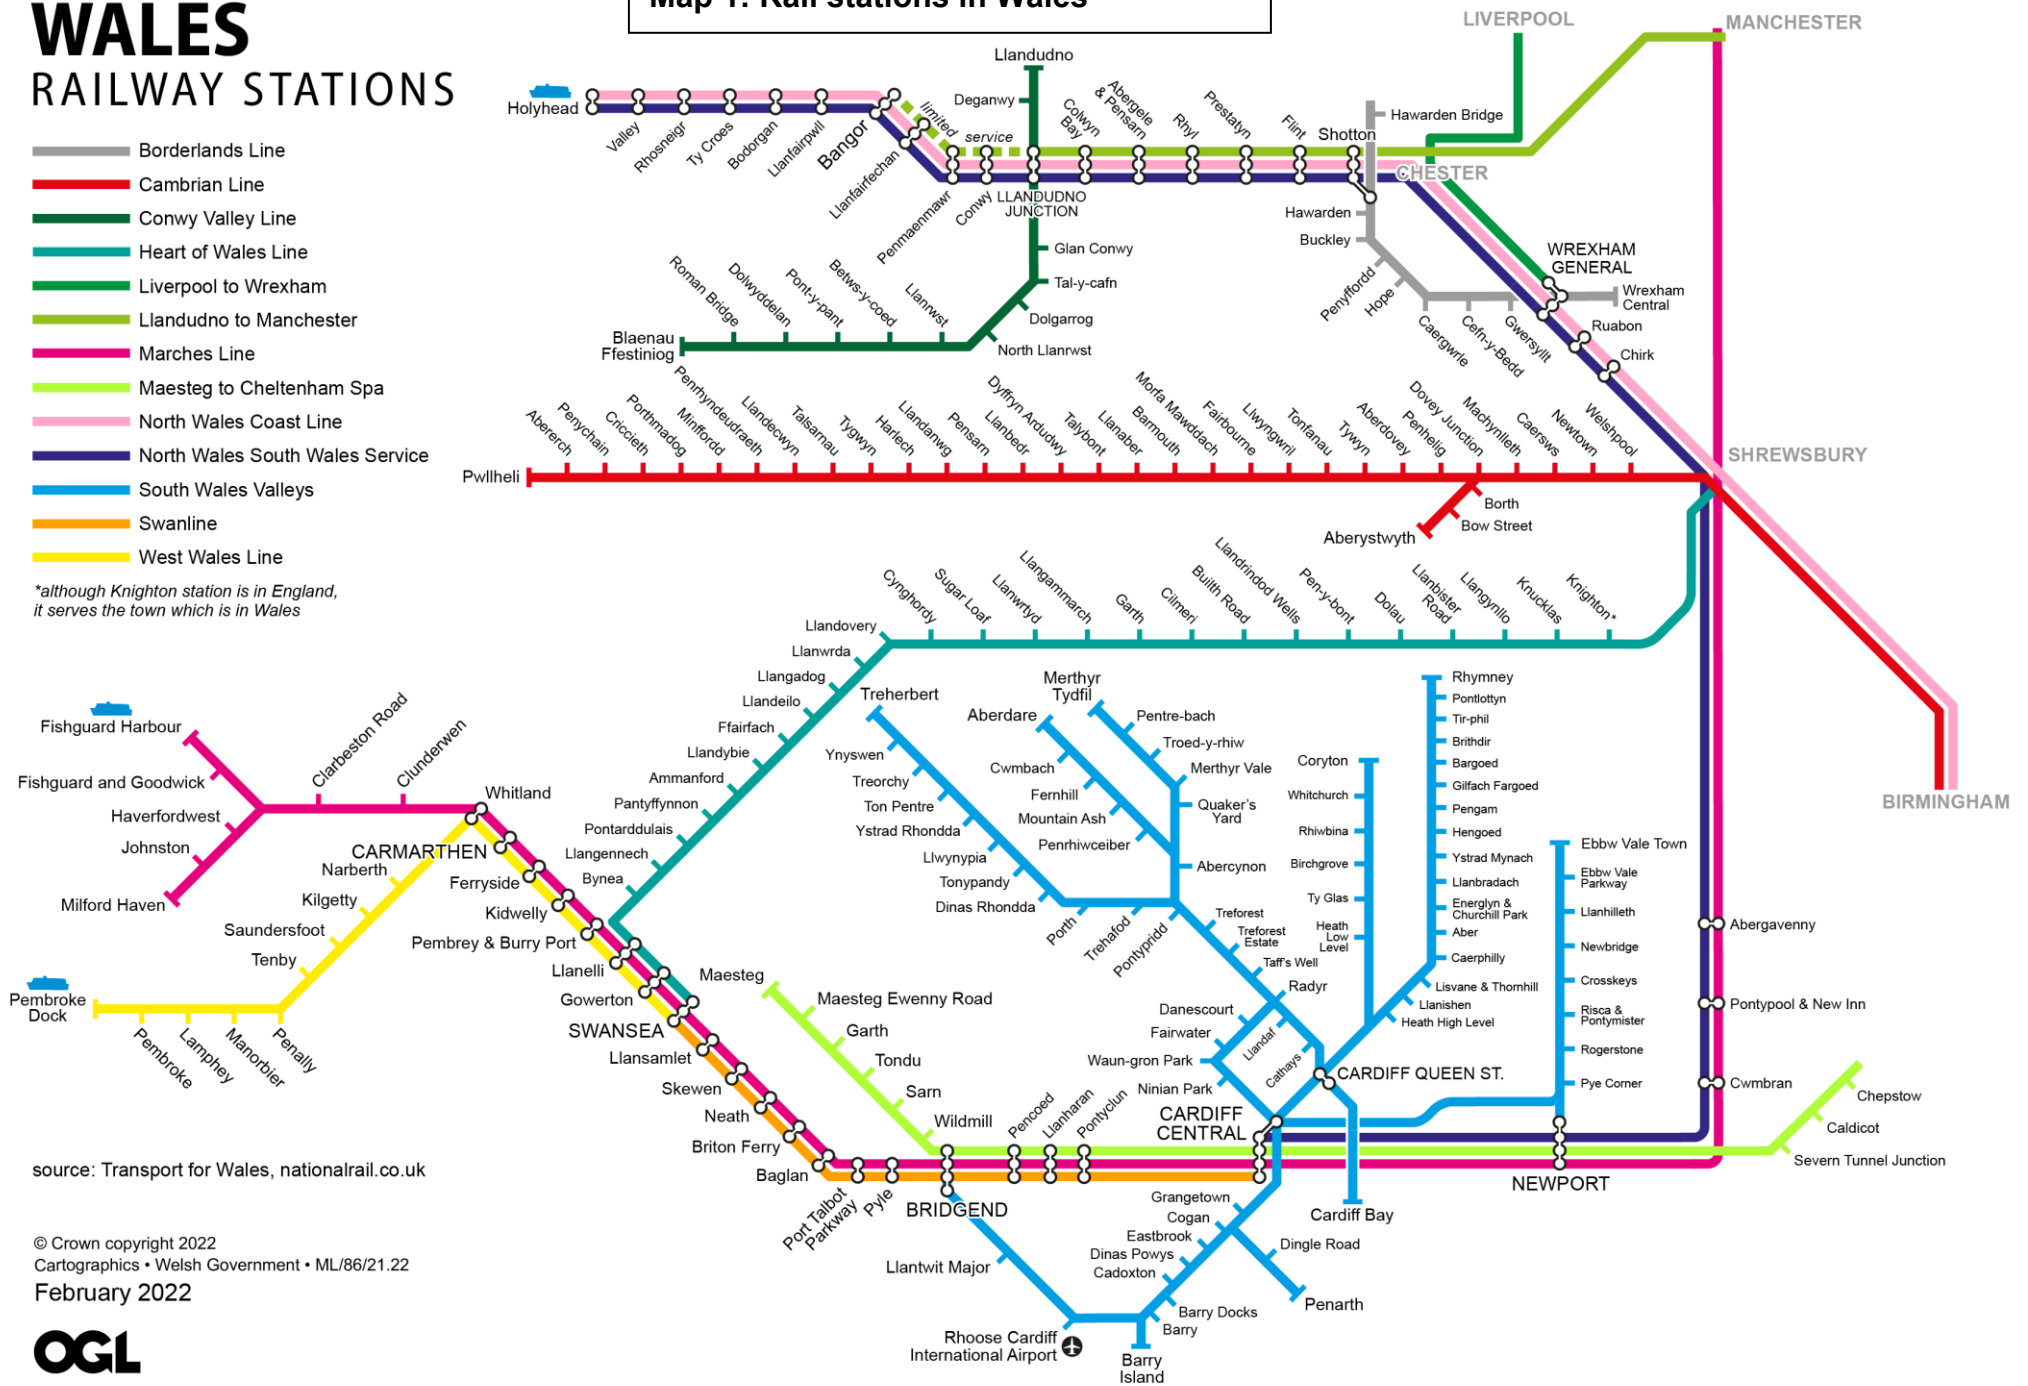 Map 1: Rail stations in Wales
WALES
RAILWAY STATIONS
Borderlands Line
Cambrian Line
Conwy Valley Line
Heart of Wales Line
Liverpool to Wrexham
Llandudno to Manchester
Marches Line
Maesteg to Cheltenham Spa
North Wales Coast Line
North Wales South Wales Service
South Wales Valleys
Swanline
West Wales Line
*although Knighton station is in England,
it serves the town which is in Wales
LIVERPOOL
MANCHESTER
Holyhead
Valley
Rhosneigr
Ty Croes
Bodorgan
Llanfairpwll
Bangor
Llanfairfechan
limited
service
Penmaenmawr
Conwy
Llandudno
Deganwy
LLANDUDNO
JUNCTION
Colwyn
Bay
Abergele
& Pensarn
Rhyl
Prestatyn
Flint
Shotton
Hawarden Bridge
CHESTER
Hawarden
Buckley
Penyffordd
Hope
Caergwrle
Cefn-y-Bedd
Gwersyllt
WREXHAM
GENERAL
Wrexham
Central
Ruabon
Chirk
Glan Conwy
Tal-y-cafn
Dolgarrog
North Llanrwst
Llanrwst
Betws-y-coed
Pont-y-pant
Dolwyddelan
Roman Bridge
Blaenau
Ffestiniog
Pwllheli
Abererch
Penychain
Criccieth
Porthmadog
Minffordd
Penrhyndeudraeth
Llandecwyn
Talsarnau
Tygwyn
Harlech
Llandanwg
Pensarn
Llanbedr
Dyffryn Ardudwy
Talybont
Llanaber
Barmouth
Morfa Mawddach
Fairbourne
Llwyngwril
Tonfanau
Tywyn
Aberdovey
Penhelig
Dovey Junction
Machynlleth
Caersws
Newtown
Welshpool
SHREWSBURY
Borth
Bow Street
Aberystwyth
BIRMINGHAM
Knighton*
Knucklas
Llangynllo
Llanbister
Road
Dolau
Pen-y-bont
Llandrindod Wells
Builth Road
Cilmeri
Garth
Llangammarch
Llanwrtyd
Sugar Loaf
Cynghordy
Llandovery
Llanwrda
Llangadog
Llandeilo
Ffairfach
Llandybie
Ammanford
Pantyffynnon
Pontarddulais
Llangennech
Bynea
Fishguard Harbour
Fishguard and Goodwick
Haverfordwest
Johnston
Milford Haven
Clarbeston Road
Clunderwen
Whitland
CARMARTHEN
Narberth
Kilgetty
Saundersfoot
Tenby
Pembroke
Dock
Pembroke
Lamphey
Manorbier
Penally
Ferryside
Kidwelly
Pembrey & Burry Port
Llanelli
Gowerton
SWANSEA
Llansamlet
Skewen
Neath
Briton Ferry
Baglan
Port Talbot
Parkway
Pyle
BRIDGEND
Maesteg
Maesteg Ewenny Road
Garth
Tondu
Sarn
Wildmill
Pencoed
Llanharan
Pontyclun
Treherbert
Ynyswen
Treorchy
Ton Pentre
Ystrad Rhondda
Llwynypia
Tonypandy
Dinas Rhondda
Porth
Trehafod
Pontypridd
Aberdare
Cwmbach
Fernhill
Mountain Ash
Penrhiwceiber
Merthyr
Tydfil
Pentre-bach
Troed-y-rhiw
Merthyr Vale
Quaker's
Yard
Abercynon
Treforest
Treforest
Estate
Taff's Well
Radyr
Danescourt
Fairwater
Waun-gron Park
Ninian Park
Llandaf
Cathays
Coryton
Whitchurch
Rhiwbina
Birchgrove
Ty Glas
Heath
Low
Level
Rhymney
Pontlottyn
Tir-phil
Brithdir
Bargoed
Gilfach Fargoed
Pengam
Hengoed
Ystrad Mynach
Llanbradach
Energlyn &
Churchill Park
Aber
Caerphilly
Lisvane & Thornhill
Llanishen
Heath High Level
CARDIFF QUEEN ST.
CARDIFF
CENTRAL
Cardiff Bay
Ebbw Vale Town
Ebbw Vale
Parkway
Llanhilleth
Newbridge
Crosskeys
Risca &
Pontymister
Rogerstone
Pye Corner
NEWPORT
Abergavenny
Pontypool & New Inn
Cwmbran
Chepstow
Caldicot
Severn Tunnel Junction
Grangetown
Cogan
Eastbrook
Dinas Powys
Cadoxton
Dingle Road
Penarth
Barry Docks
Barry
Barry
Island
Llantwit Major
Rhoose Cardiff
International Airport
source: Transport for Wales, nationalrail.co.uk
© Crown copyright 2022
Cartographics • Welsh Government • ML/86/21.22
February 2022
OGL